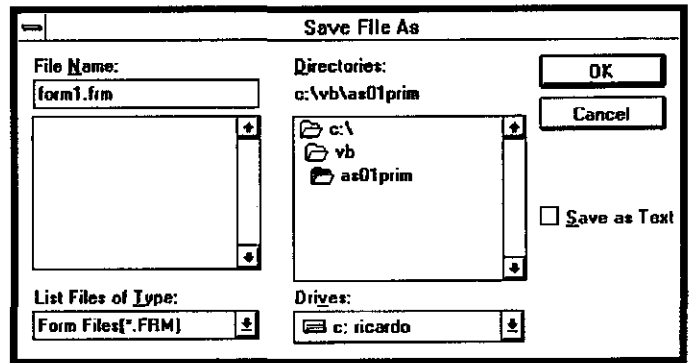 Save File As
File Name:
form1.frm
Directories:
c:\vb\as01prim
c:\
vb
as01prim
OK
Cancel
Save as Text
List Files of Type:
Form Files(*.FRM)
Drives:
c: ricardo